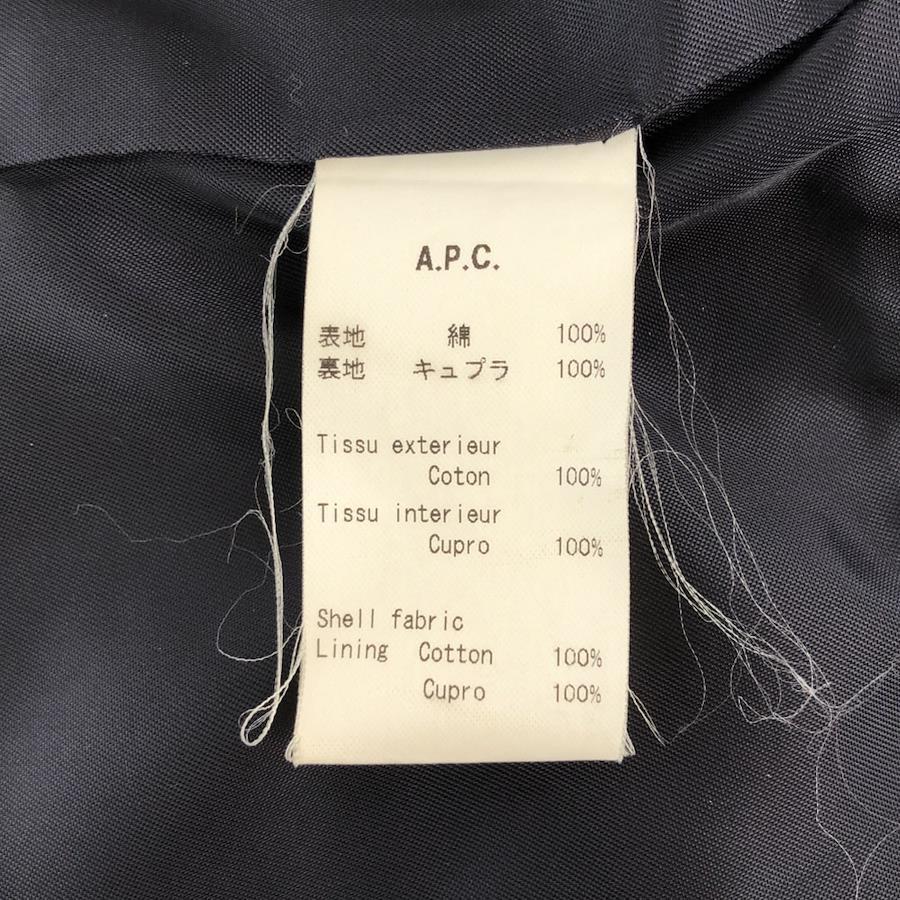 A.P.C.
表地 綿 100%
裏地 キュプラ 100%
Tissu exterieur
Coton 100%
Tissu interieur
Cupro 100%
Shell fabric
Lining Cotton 100%
Cupro 100%